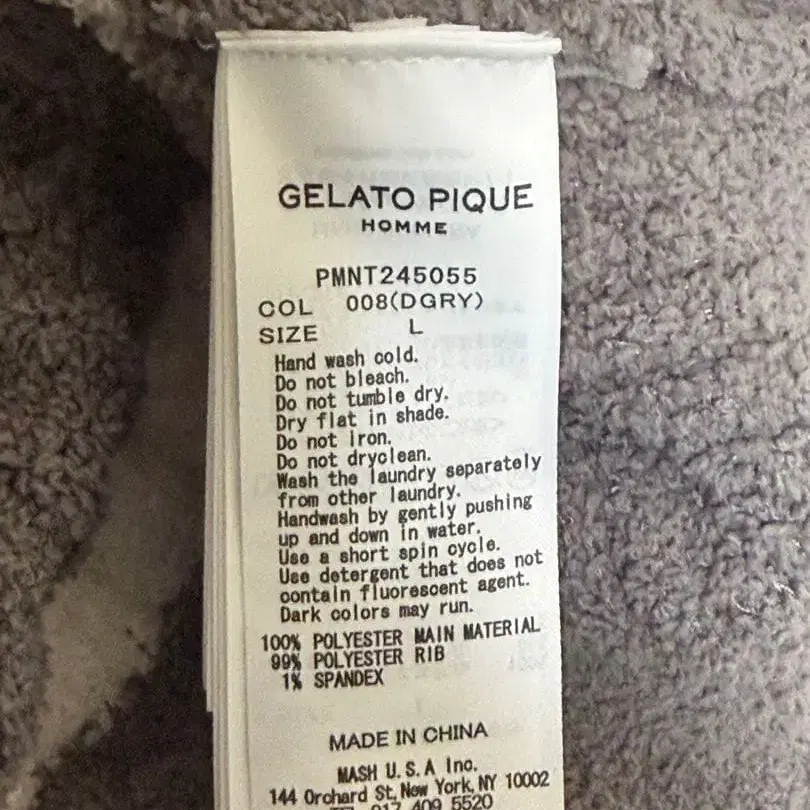 GELATO PIQUE
HOMME
PMNT245055
COL 008(DGRY)
SIZE L
Hand wash cold.
Do not bleach.
Do not tumble dry.
Dry flat in shade.
Do not iron.
Do not dryclean.
Wash the laundry separately
from other laundry.
Handwash by gently pushing
up and down in water.
Use a short spin cycle.
Use detergent that does not
contain fluorescent agent.
Dark colors may run.
100% POLYESTER MAIN MATERIAL
99% POLYESTER RIB
1% SPANDEX
MADE IN CHINA
MASH U.S.A Inc.
144 Orchard St, New York, NY 10002
409 5520